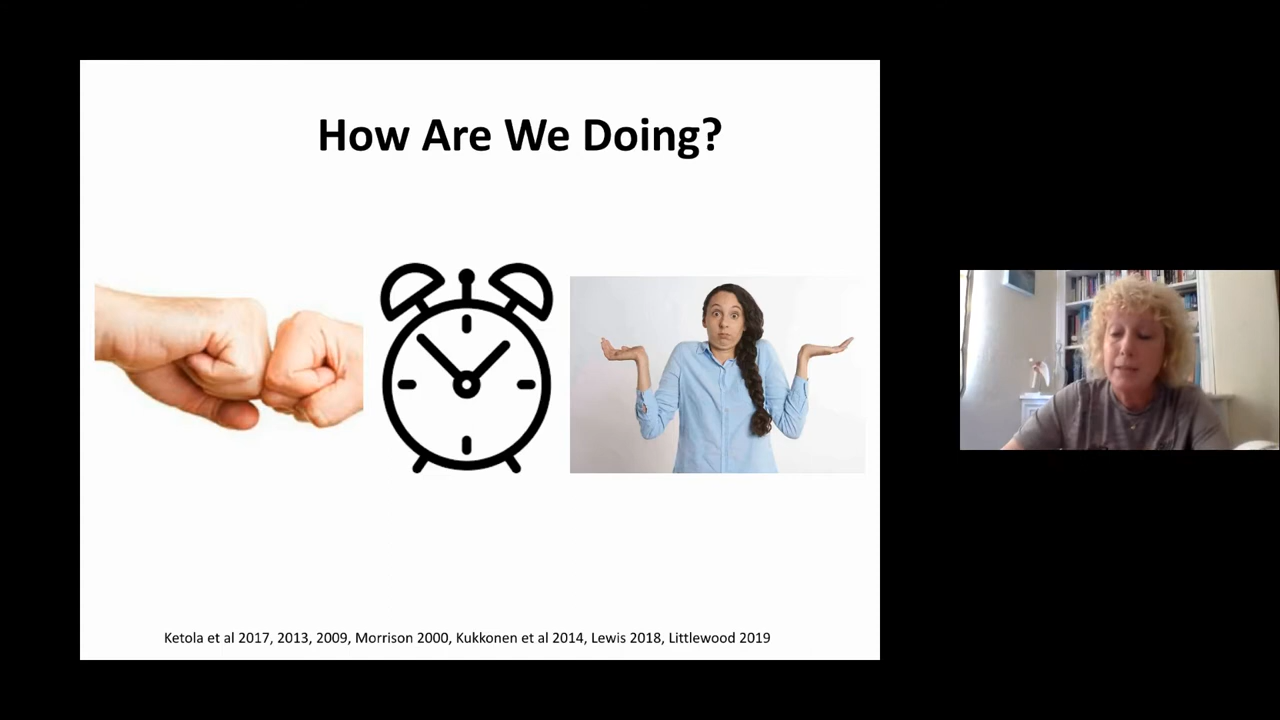 How Are We Doing?
Ketola et al 2017, 2013, 2009, Morrison 2000, Kukkonen et al 2014, Lewis 2018, Littlewood 2019